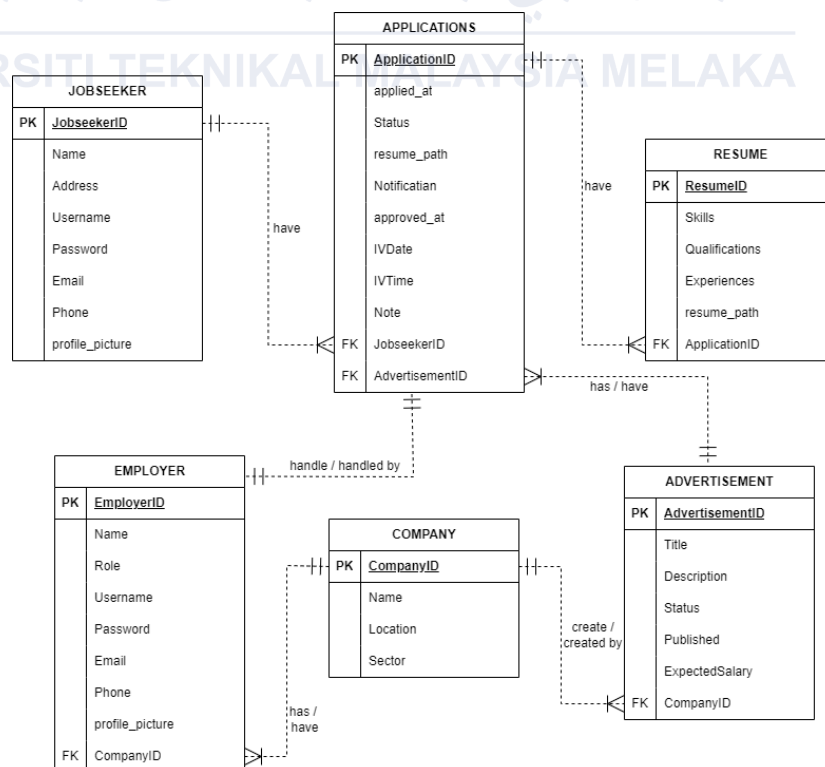 RSITI TEKNIKAL MALAYSIA MELAKA
APPLICATIONS
PK ApplicationID
applied_at
Status
resume_path
Notificatian
approved_at
IVDate
IVTime
Note
FK JobseekerID
FK AdvertisementID
JOBSEEKER
PK JobseekerID
Name
Address
Username
Password
Email
Phone
profile_picture
have
have
RESUME
PK ResumeID
Skills
Qualifications
Experiences
resume_path
FK ApplicationID
has / have
handle / handled by
EMPLOYER
PK EmployerID
Name
Role
Username
Password
Email
Phone
profile_picture
FK CompanyID
has /
have
COMPANY
PK CompanyID
Name
Location
Sector
create /
created by
ADVERTISEMENT
PK AdvertisementID
Title
Description
Status
Published
ExpectedSalary
FK CompanyID